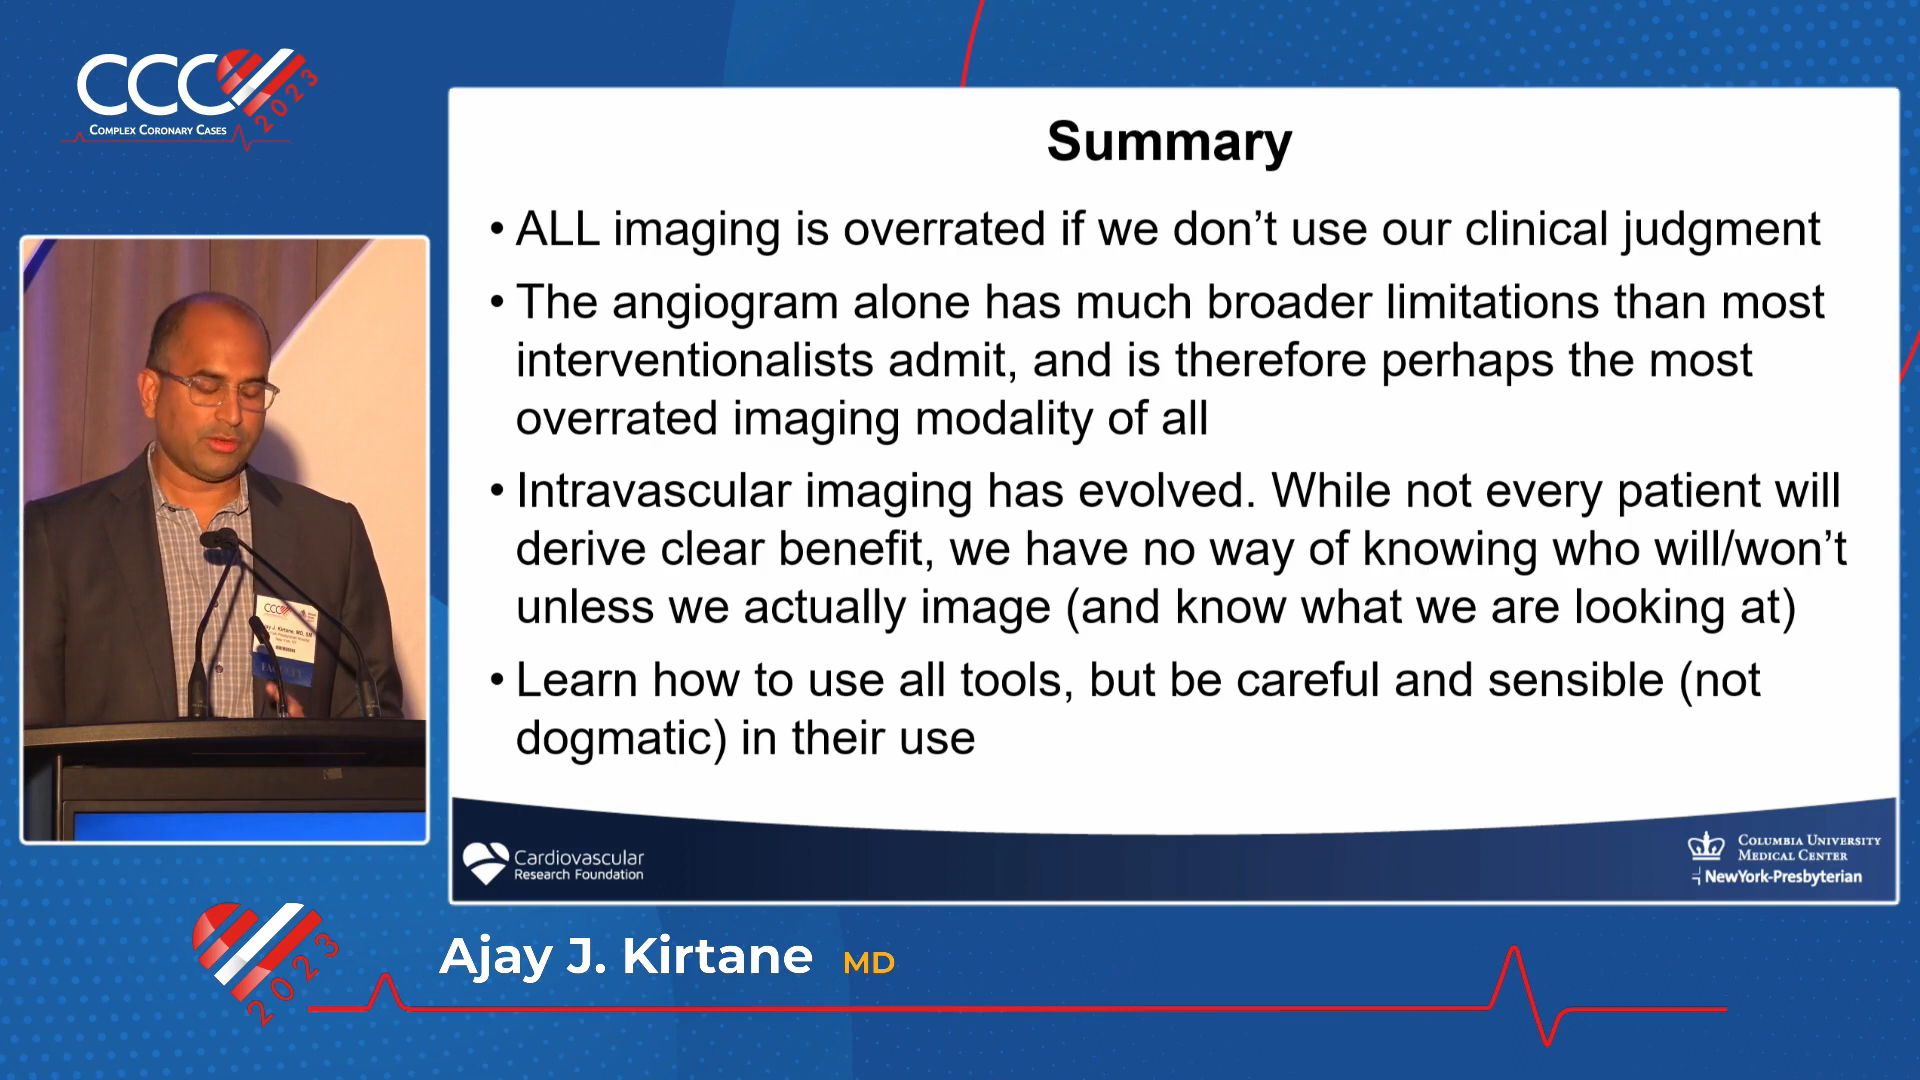 CCC
2023
COMPLEX CORONARY CASES
Summary
• ALL imaging is overrated if we don't use our clinical judgment
• The angiogram alone has much broader limitations than most
interventionalists admit, and is therefore perhaps the most
overrated imaging modality of all
• Intravascular imaging has evolved. While not every patient will
derive clear benefit, we have no way of knowing who will/won't
unless we actually image (and know what we are looking at)
• Learn how to use all tools, but be careful and sensible (not
dogmatic) in their use
CCC
J. Kirtane, MD,
Cardiovascular
Research Foundation
COLUMBIA UNIVERSITY
MEDICAL CENTER
NewYork-Presbyterian
2023
Ajay J. Kirtane MD